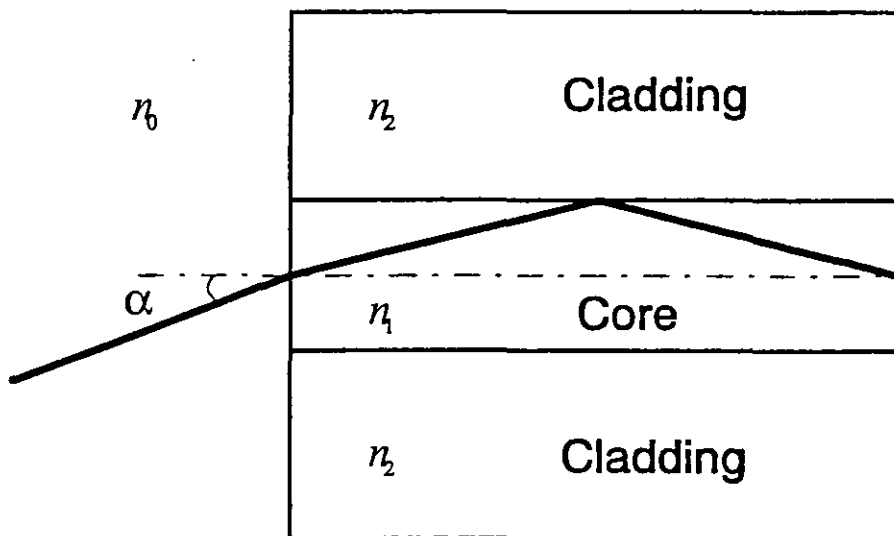 n₀ n₂ Cladding
α n₁ Core
n₂ Cladding